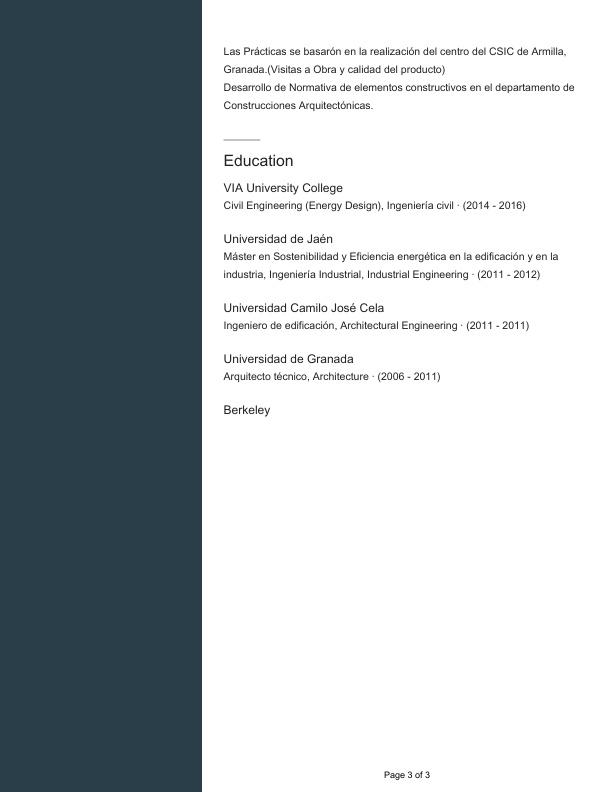 Las Prácticas se basarón en la realización del centro del CSIC de Armilla,
Granada.(Visitas a Obra y calidad del producto)
Desarrollo de Normativa de elementos constructivos en el departamento de
Construcciones Arquitectónicas.
Education
VIA University College
Civil Engineering (Energy Design), Ingeniería civil · (2014 - 2016)
Universidad de Jaén
Máster en Sostenibilidad y Eficiencia energética en la edificación y en la
industria, Ingeniería Industrial, Industrial Engineering · (2011 - 2012)
Universidad Camilo José Cela
Ingeniero de edificación, Architectural Engineering · (2011 - 2011)
Universidad de Granada
Arquitecto técnico, Architecture · (2006 - 2011)
Berkeley
Page 3 of 3